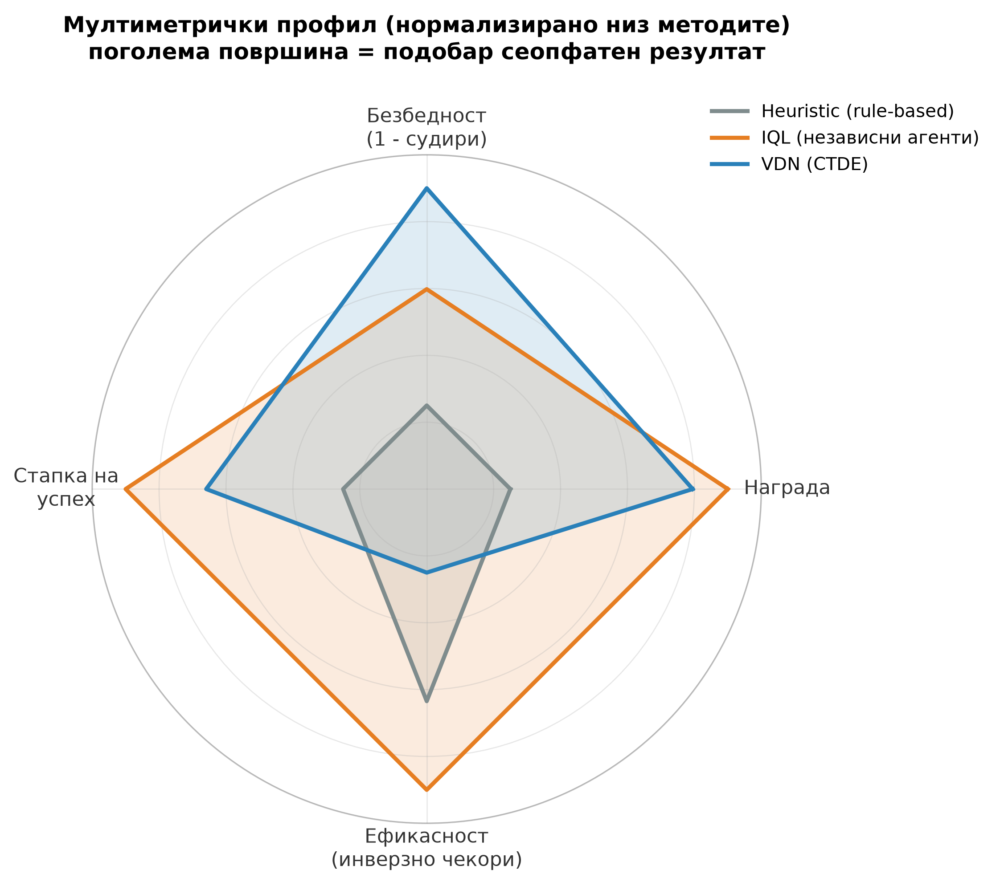 Мултиметрички профил (нормализирано низ методите)
поголема површина = подобар сеопфатен резултат
Безбедност
(1 - судири)
Heuristic (rule-based)
IQL (независни агенти)
VDN (CTDE)
Стапка на
успех
Награда
Ефикасност
(инверзно чекори)